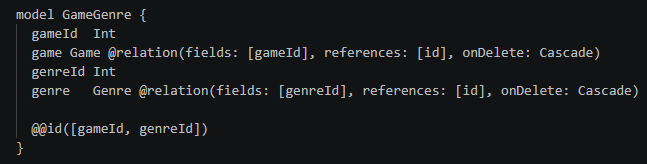 model GameGenre {
  gameId  Int
  game Game @relation(fields: [gameId], references: [id], onDelete: Cascade)
  genreId Int
  genre   Genre @relation(fields: [genreId], references: [id], onDelete: Cascade)

  @@id([gameId, genreId])
}